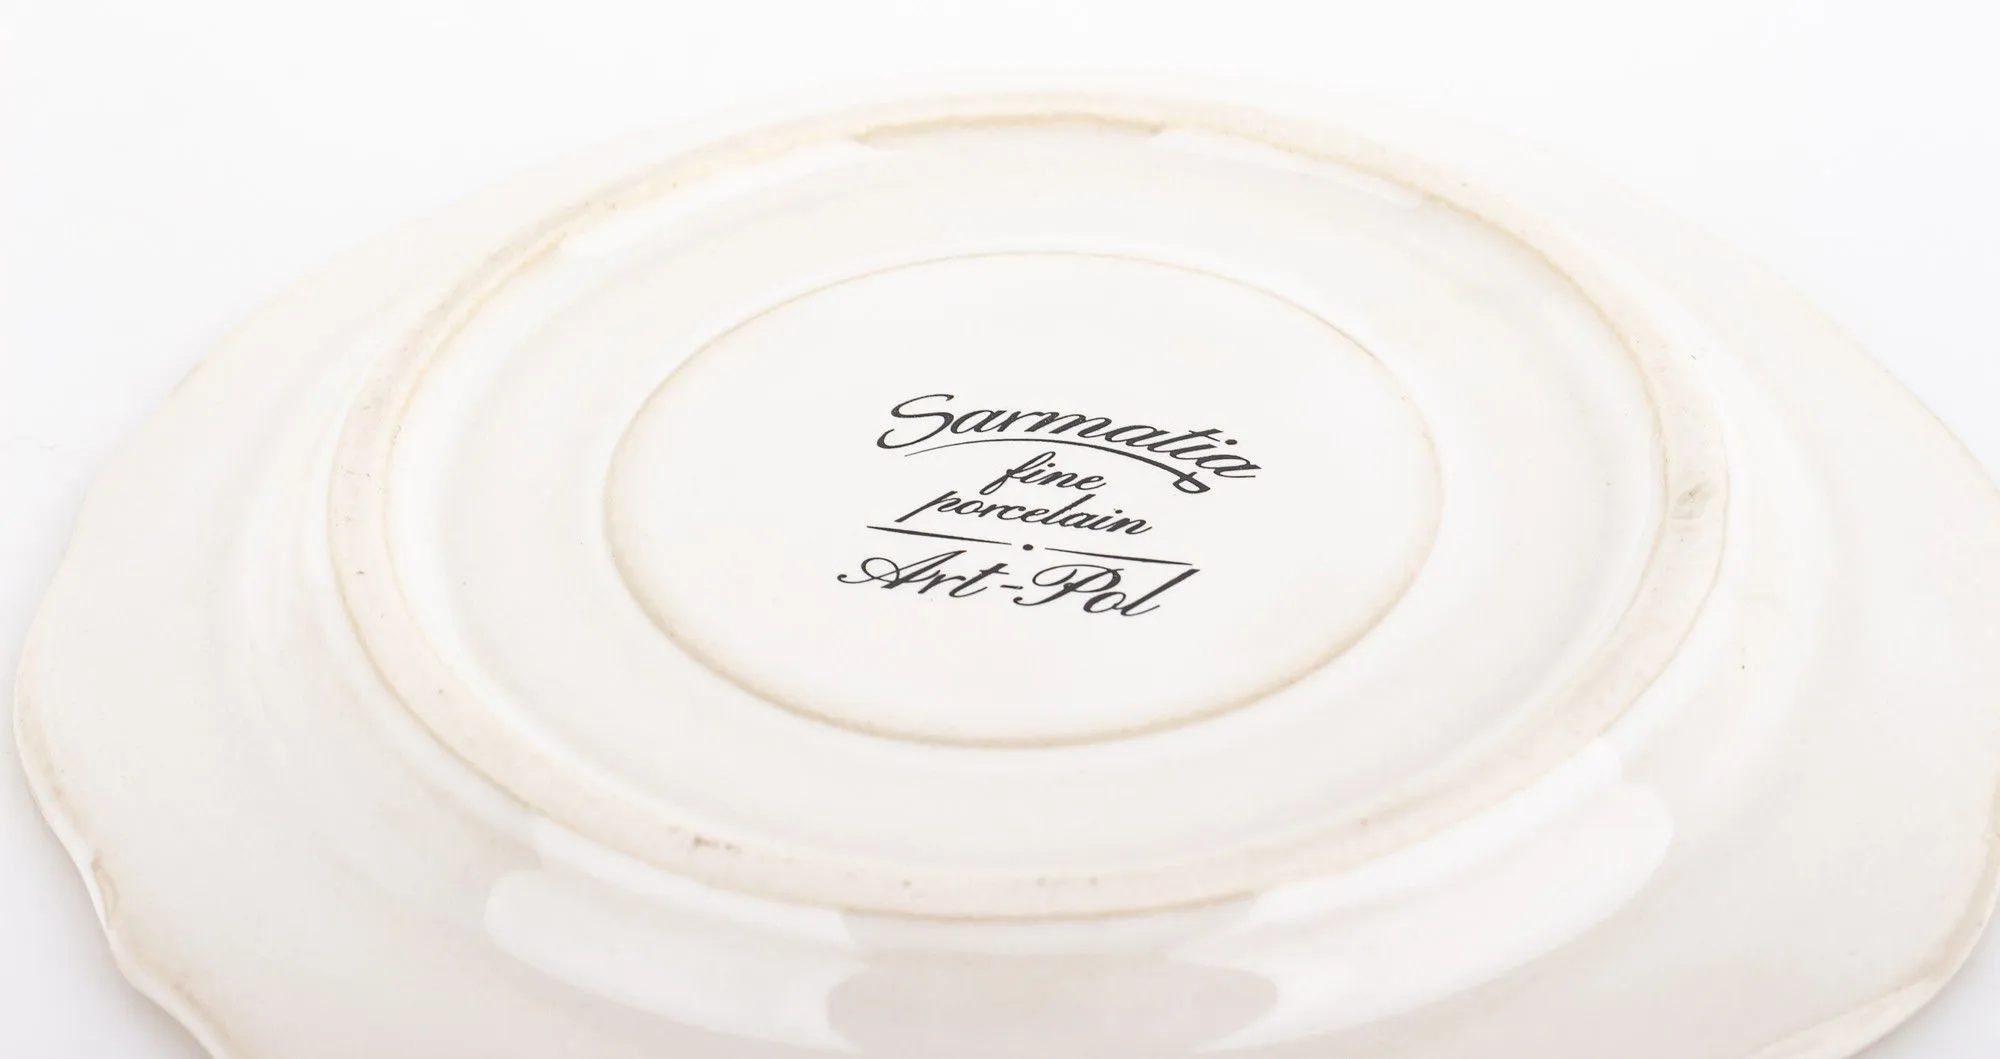 Sarmatia
fine
porcelain
Art-Pol